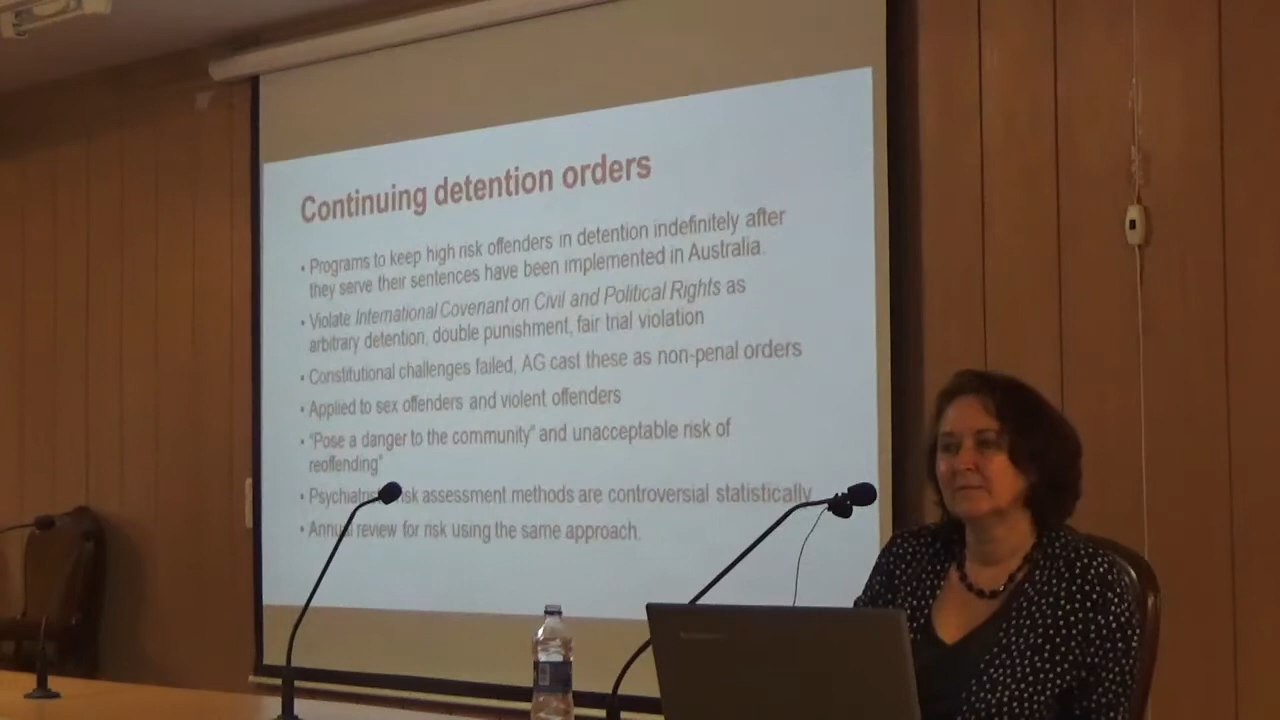 Continuing detention orders
• Programs to keep high risk offenders in detention indefinitely after
they serve their sentences have been implemented in Australia.
• Violate International Covenant on Civil and Political Rights as
arbitrary detention, double punishment, fair trial violation
• Constitutional challenges failed, AG cast these as non-penal orders
• Applied to sex offenders and violent offenders
• "Pose a danger to the community" and unacceptable risk of
reoffending"
• assessment methods are controversial statistically
• Annual review for risk using the same approach.